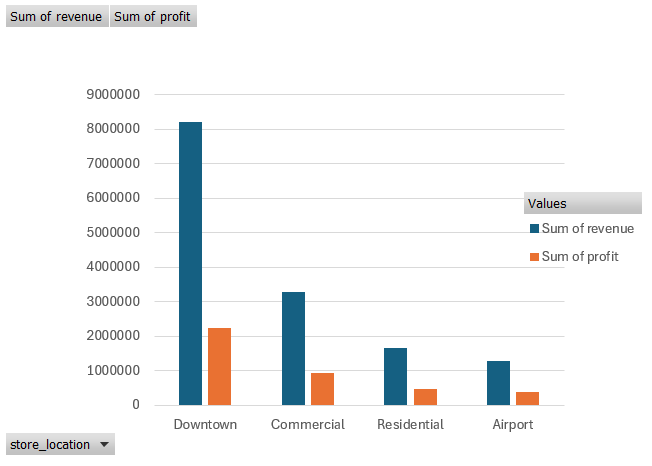 Sum of revenue Sum of profit
9000000
8000000
7000000
6000000
5000000
4000000
3000000
2000000
1000000
0
Downtown Commercial Residential Airport
Values
Sum of revenue
Sum of profit
store_location